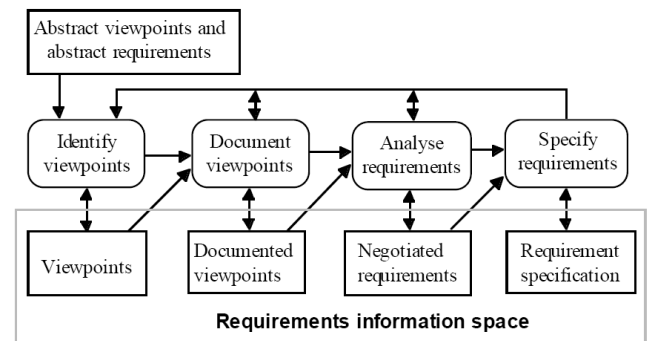 Abstract viewpoints and
abstract requirements
Identify
viewpoints
Document
viewpoints
Analyse
requirements
Specify
requirements
Viewpoints
Documented
viewpoints
Negotiated
requirements
Requirement
specification
Requirements information space